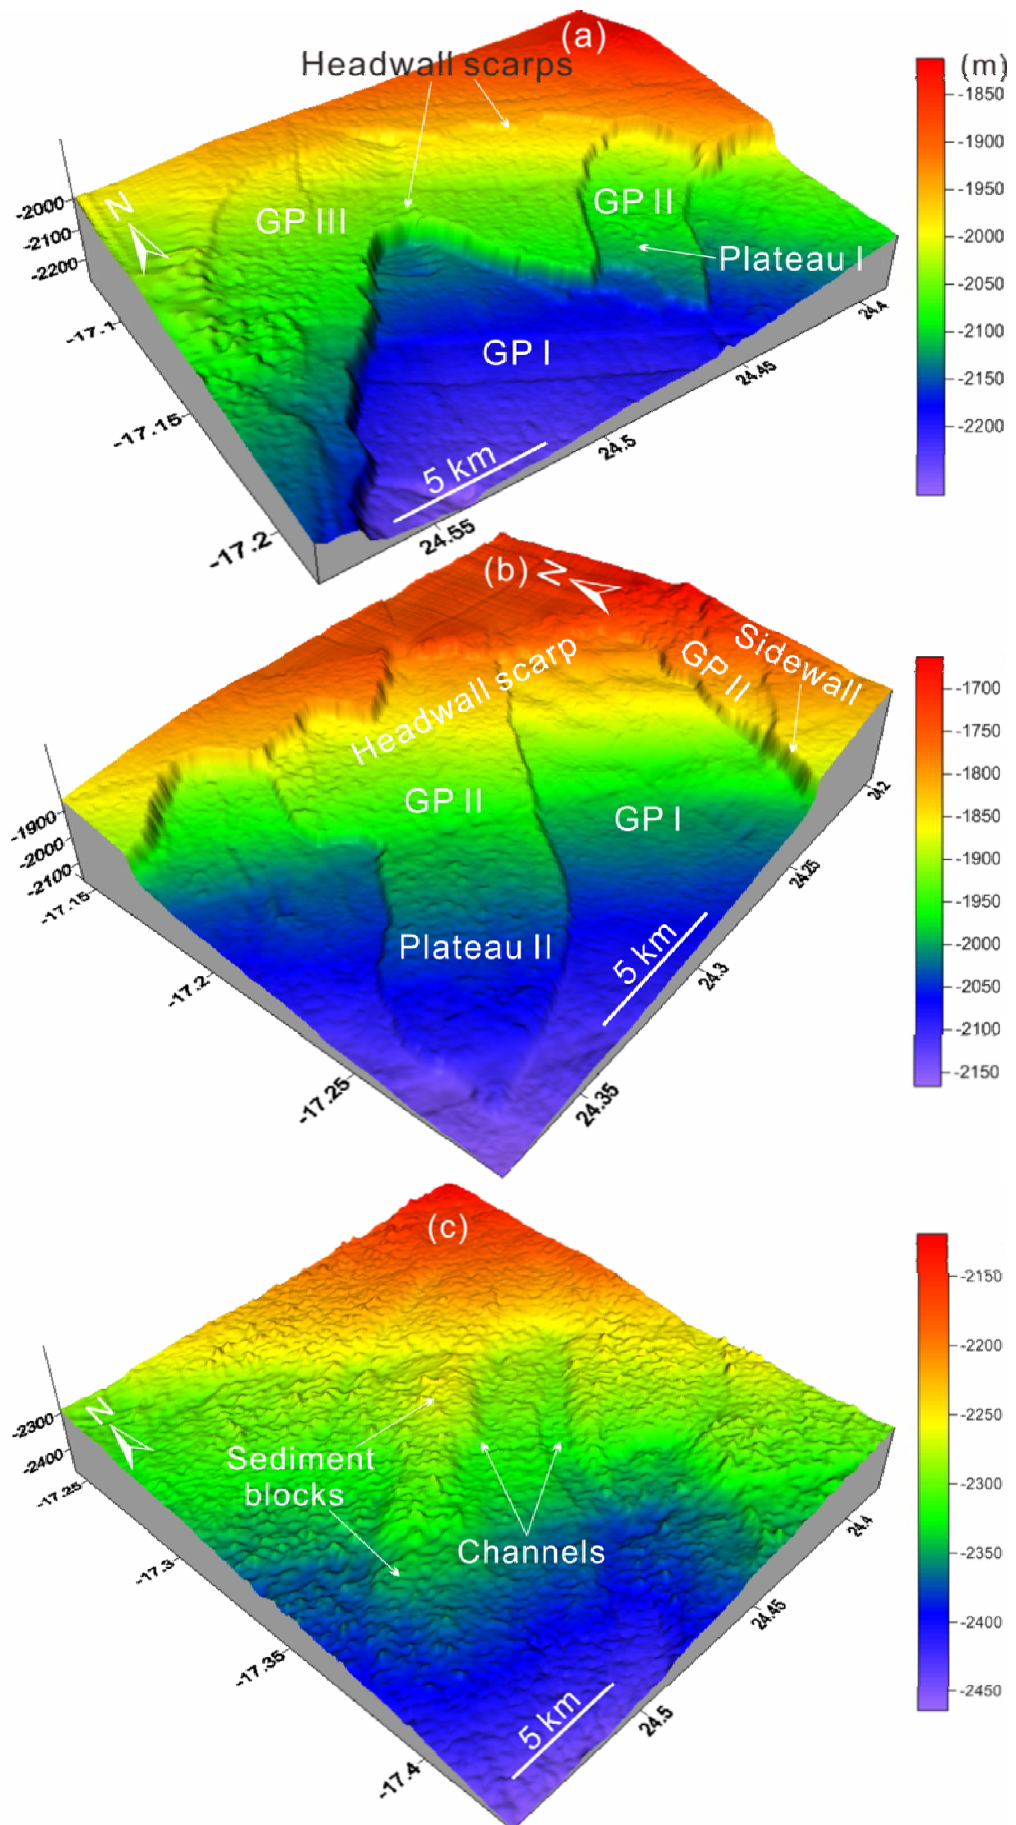 (a)
Headwall scarps
(m)
-1850
-1900
-1950
-2000
-2050
-2100
-2150
-2200
-2000
-2100
-2200
N
GP III
GP II
Plateau I
GP I
-17.1
-17.15
-17.2
24.4
24.45
24.5
24.55
5 km
(b)
N
Sidewall
GP II
Headwall scarp
GP II
GP I
Plateau II
5 km
-1900
-2000
-2100
-17.15
-17.2
-17.25
24.2
24.25
24.3
24.35
-1700
-1750
-1800
-1850
-1900
-1950
-2000
-2050
-2100
-2150
(c)
N
Sediment
blocks
Channels
5 km
-2300
-2400
-17.25
-17.3
-17.35
-17.4
24.4
24.45
24.5
-2150
-2200
-2250
-2300
-2350
-2400
-2450